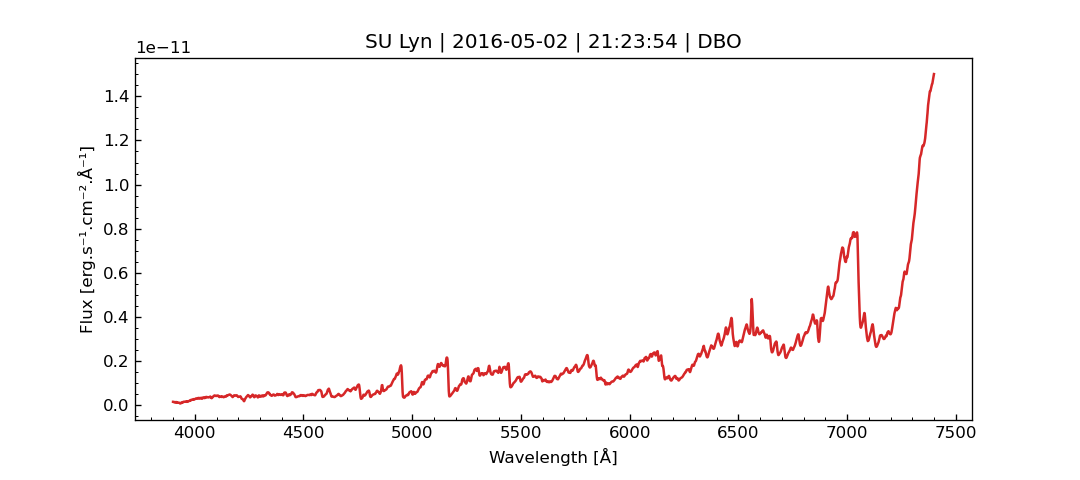 SU Lyn | 2016-05-02 | 21:23:54 | DBO
1e−11
1.4
1.2
1.0
0.8
0.6
0.4
0.2
0.0
Flux [erg.s⁻¹.cm⁻².Å⁻¹]
4000 4500 5000 5500 6000 6500 7000 7500
Wavelength [Å]